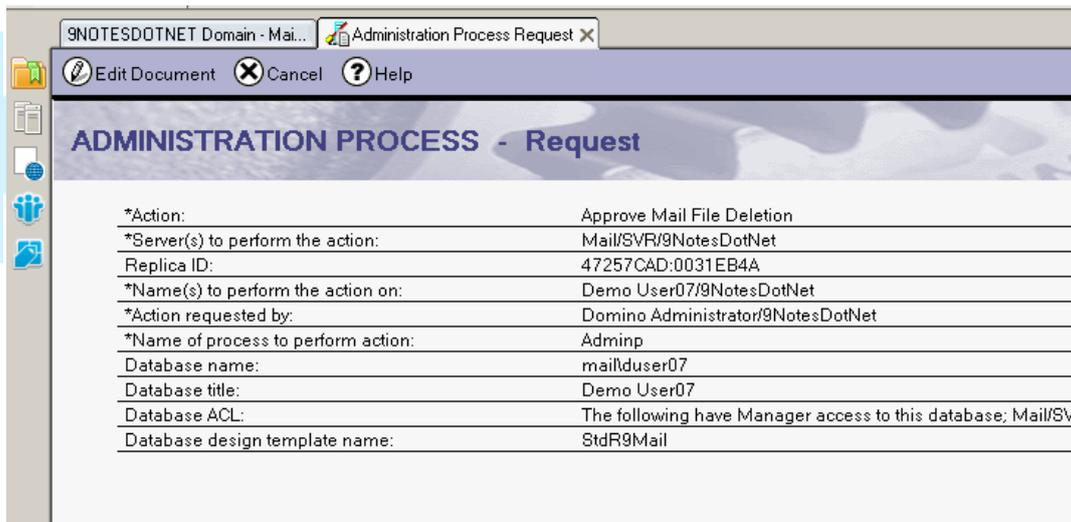 9NOTESDOTNET Domain - Mai... Administration Process Request
Edit Document Cancel Help
ADMINISTRATION PROCESS - Request
*Action: Approve Mail File Deletion
*Server(s) to perform the action: Mail/SVR/9NotesDotNet
Replica ID: 47257CAD:0031EB4A
*Name(s) to perform the action on: Demo User07/9NotesDotNet
*Action requested by: Domino Administrator/9NotesDotNet
*Name of process to perform action: Adminp
Database name: mail\duser07
Database title: Demo User07
Database ACL: The following have Manager access to this database; Mail/SV
Database design template name: StdR9Mail